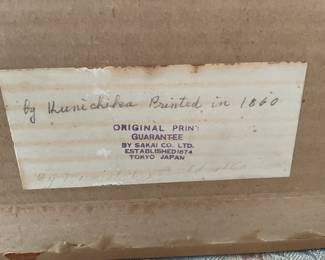 by Kunichika Printed in 1860
ORIGINAL PRINT
GUARANTEE
BY SAKAI CO. LTD.
ESTABLISHED 1874
TOKYO JAPAN